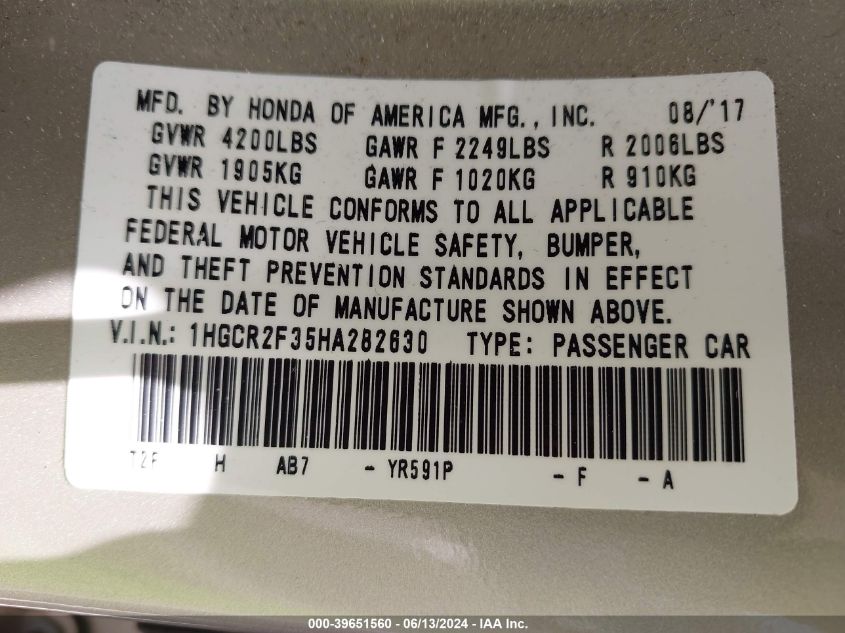 MFD. BY HONDA OF AMERICA MFG., INC. 08/'17
GVWR 4200LBS GAWR F 2249LBS R 2006LBS
GVWR 1905KG GAWR F 1020KG R 910KG
THIS VEHICLE CONFORMS TO ALL APPLICABLE
FEDERAL MOTOR VEHICLE SAFETY, BUMPER,
AND THEFT PREVENTION STANDARDS IN EFFECT
ON THE DATE OF MANUFACTURE SHOWN ABOVE.
V.I.N.: 1HGCR2F35HA282630 TYPE: PASSENGER CAR
H AB7 - YR591P - F - A
000-39651560 - 06/13/2024 - IAA Inc.